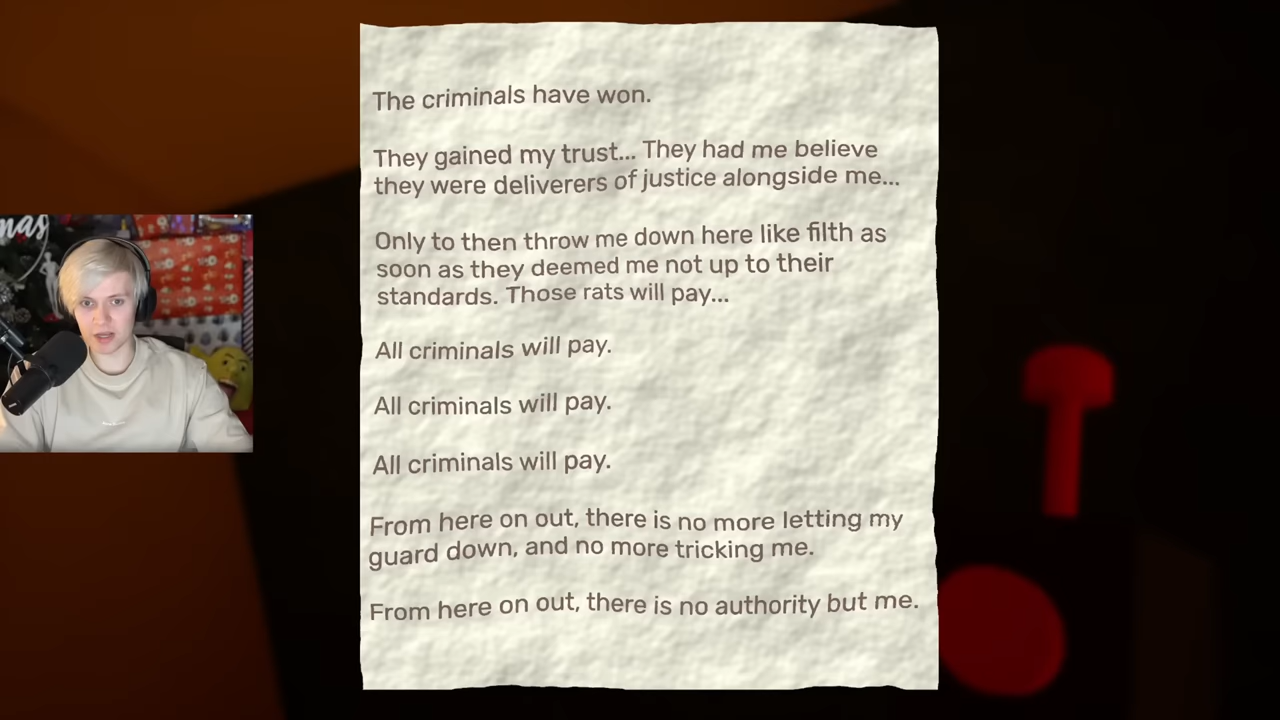 mas
The criminals have won.
They gained my trust... They had me believe
they were deliverers of justice alongside me...
Only to then throw me down here like filth as
soon as they deemed me not up to their
standards. Those rats will pay...
All criminals will pay.
All criminals will pay.
All criminals will pay.
From here on out, there is no more letting my
guard down, and no more tricking me.
From here on out, there is no authority but me.